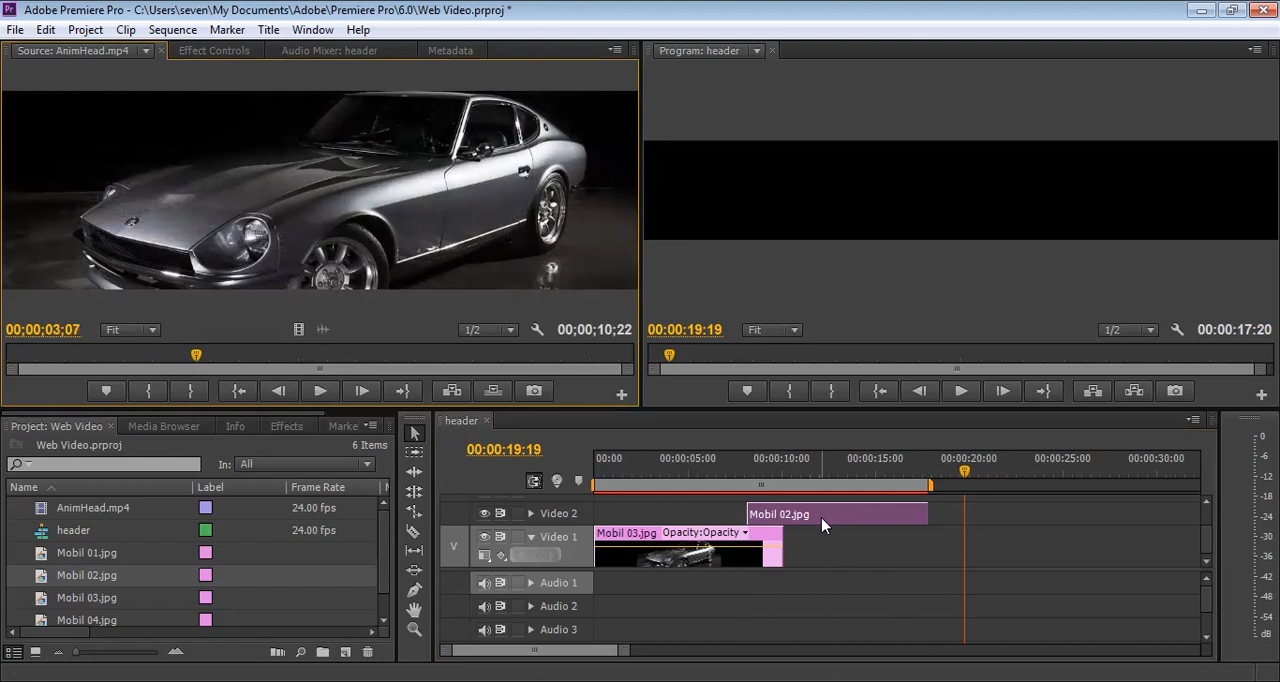 Adobe Premiere Pro - C:\Users\seven\My Documents\Adobe\Premiere Pro\6.0\Web Video.prproj *
File Edit Project Clip Sequence Marker Title Window Help
Source: AnimHead.mp4 Effect Controls Audio Mixer: header Metadata Program: header
00;00;03;07 Fit 1/2 00;00;10;22 00:00:19:19 Fit 1/2 00:00:17:20
Project: Web Video Media Browser Info Effects Marke header
Web Video.prproj 6 Items
00:00:19:19
In: All
00:00 00:00:05:00 00:00:10:00 00:00:15:00 00:00:20:00 00:00:25:00 00:00:30:00
Name Label Frame Rate
AnimHead.mp4 24.00 fps
header 24.00 fps
Mobil 01.jpg
Mobil 02.jpg
Mobil 03.jpg
Mobil 04.jpg
Video 2 Mobil 02.jpg
V Video 1 Mobil 03.jpg Opacity:Opacity
Audio 1
Audio 2
Audio 3
0
-6
-12
-18
-24
-30
-36
-42
-48
-54
dB